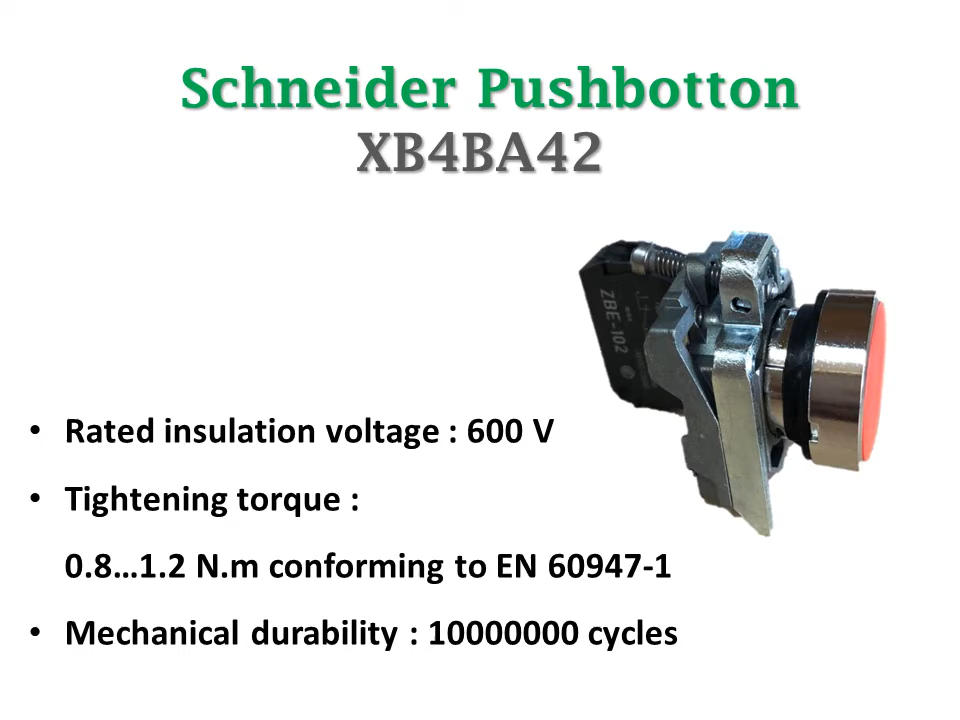 Schneider Pushbotton
XB4BA42
ZBE-102
• Rated insulation voltage : 600 V
• Tightening torque :
0.8...1.2 N.m conforming to EN 60947-1
• Mechanical durability : 10000000 cycles